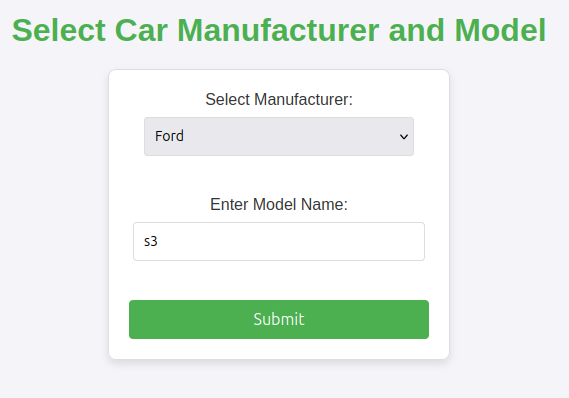 Select Car Manufacturer and Model
Select Manufacturer:
Ford
Enter Model Name:
s3
Submit